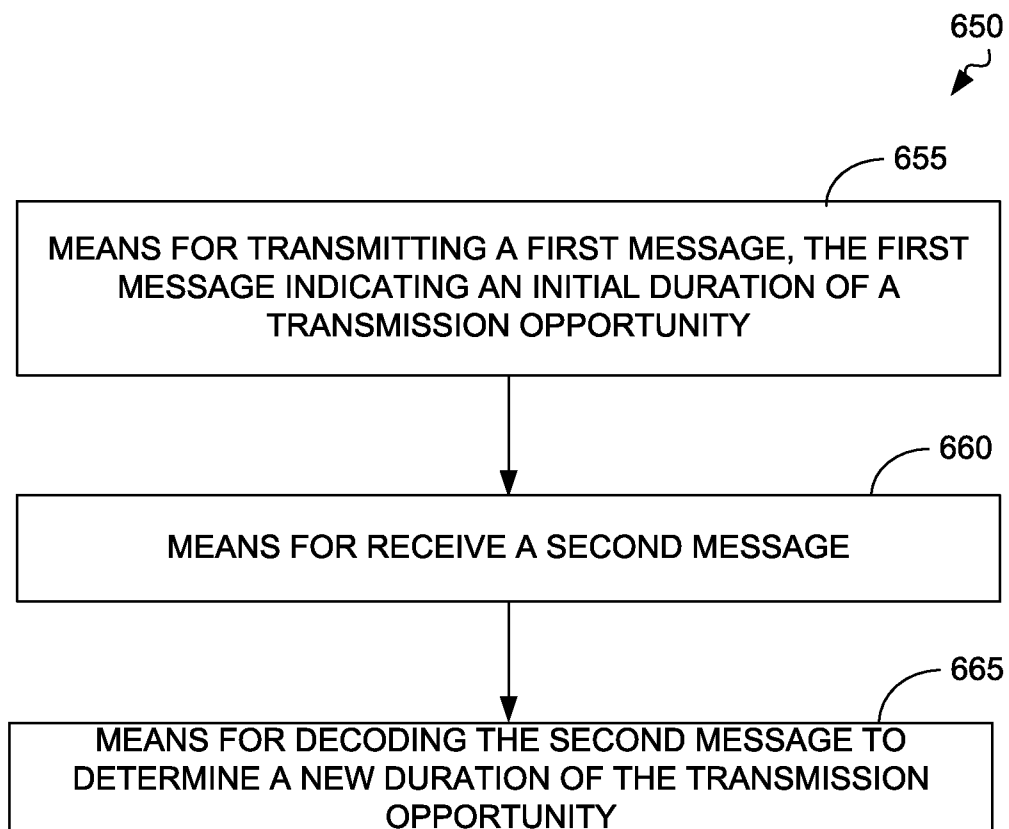 650
655
MEANS FOR TRANSMITTING A FIRST MESSAGE, THE FIRST
MESSAGE INDICATING AN INITIAL DURATION OF A
TRANSMISSION OPPORTUNITY
660
MEANS FOR RECEIVE A SECOND MESSAGE
665
MEANS FOR DECODING THE SECOND MESSAGE TO
DETERMINE A NEW DURATION OF THE TRANSMISSION
OPPORTUNITY